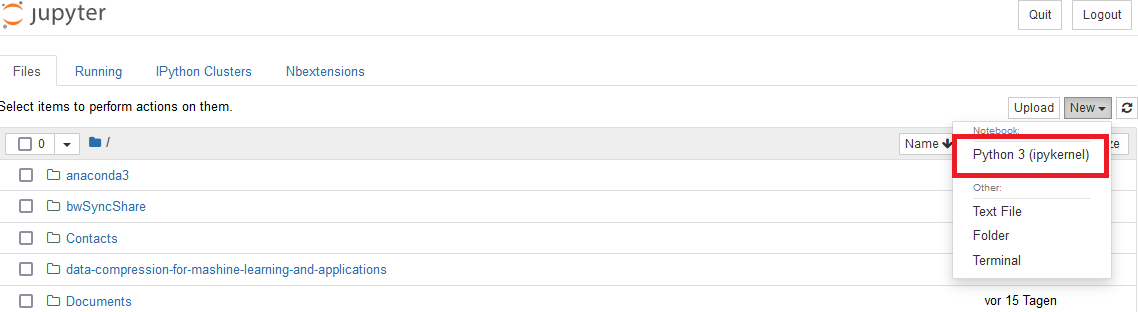 jupyter
Quit Logout
Files Running IPython Clusters Nbextensions
Select items to perform actions on them.
Upload New
0 / Name ze
Notebook:
Python 3 (ipykernel)
anaconda3
Other:
bwSyncShare
Text File
Contacts
Folder
data-compression-for-mashine-learning-and-applications
Terminal
Documents vor 15 Tagen